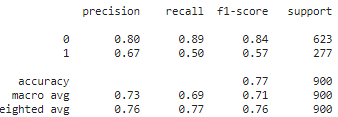 precision recall f1-score support
0 0.80 0.89 0.84 623
1 0.67 0.50 0.57 277
accuracy 0.77 900
macro avg 0.73 0.69 0.71 900
eighted avg 0.76 0.77 0.76 900